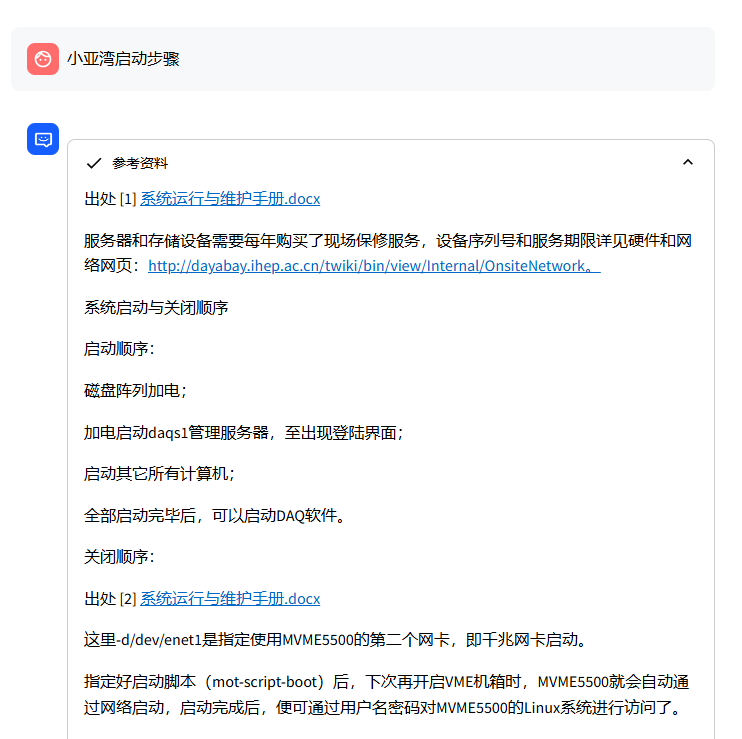 小亚湾启动步骤
参考资料
出处 [1] 系统运行与维护手册.docx
服务器和存储设备需要每年购买了现场保修服务，设备序列号和服务期限详见硬件和网
络网页：http://dayabay.ihep.ac.cn/twiki/bin/view/Internal/OnsiteNetwork。
系统启动与关闭顺序
启动顺序：
磁盘阵列加电；
加电启动daqs1管理服务器，至出现登陆界面；
启动其它所有计算机；
全部启动完毕后，可以启动DAQ软件。
关闭顺序：
出处 [2] 系统运行与维护手册.docx
这里-d/dev/enet1是指定使用MVME5500的第二个网卡，即千兆网卡启动。
指定好启动脚本（mot-script-boot）后，下次再开启VME机箱时，MVME5500就会自动通
过网络启动，启动完成后，便可通过用户名密码对MVME5500的Linux系统进行访问了。